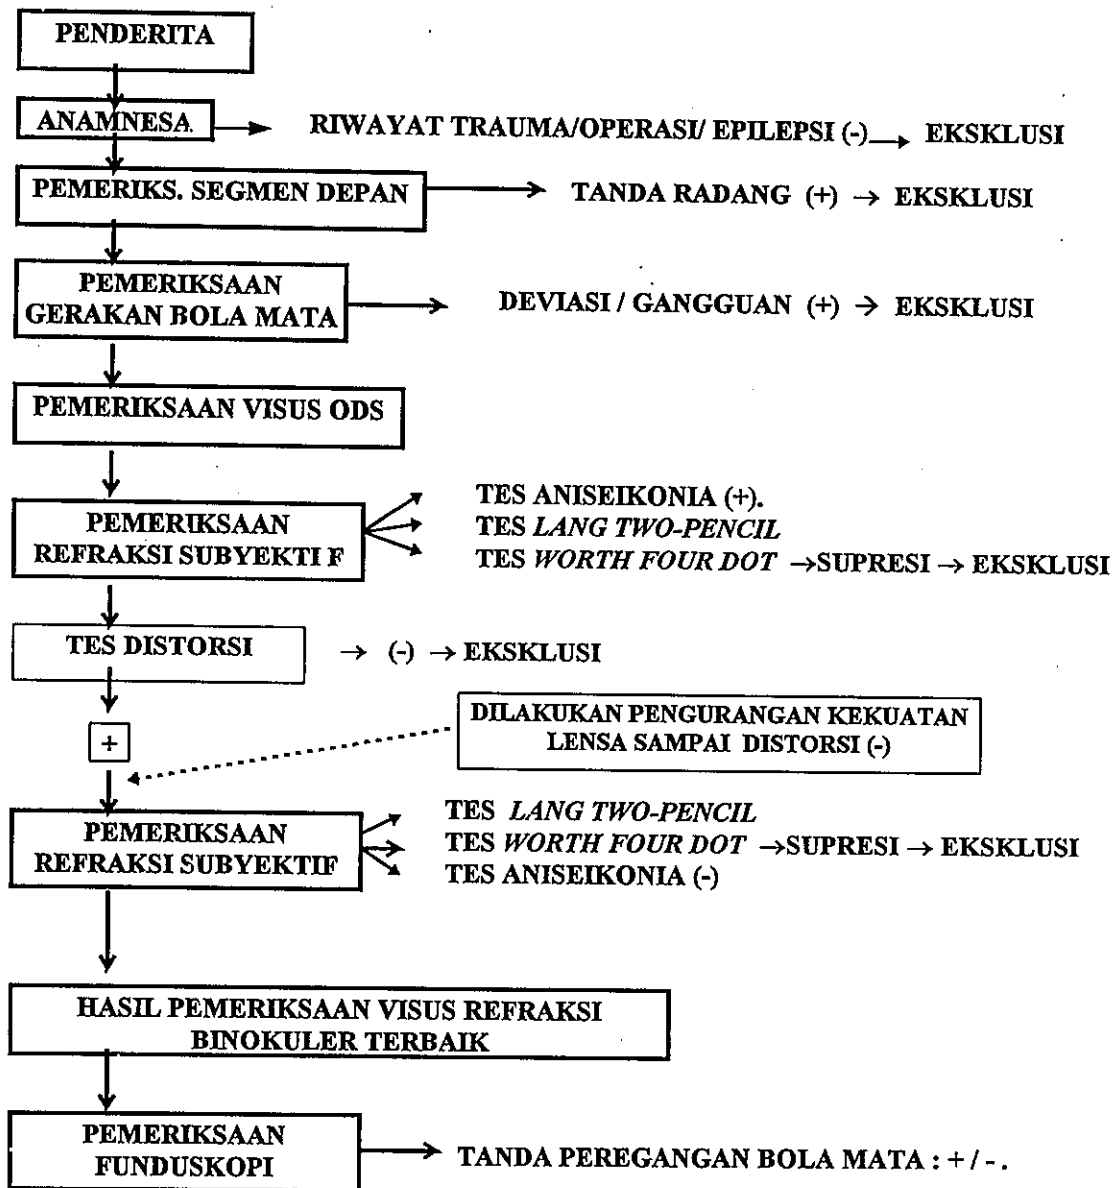 PENDERITA
ANAMNESA. → RIWAYAT TRAUMA/OPERASI/ EPILEPSI (-) → EKSKLUSI
PEMERIKS. SEGMEN DEPAN → TANDA RADANG (+) → EKSKLUSI
PEMERIKSAAN
GERAKAN BOLA MATA → DEVIASI / GANGGUAN (+) → EKSKLUSI
PEMERIKSAAN VISUS ODS
PEMERIKSAAN
REFRAKSI SUBYEKTI F
TES ANISEIKONIA (+).
TES LANG TWO-PENCIL
TES WORTH FOUR DOT →SUPRESI → EKSKLUSI
TES DISTORSI → (-) → EKSKLUSI
+
DILAKUKAN PENGURANGAN KEKUATAN
LENSA SAMPAI DISTORSI (-)
PEMERIKSAAN
REFRAKSI SUBYEKTIF
TES LANG TWO-PENCIL
TES WORTH FOUR DOT →SUPRESI → EKSKLUSI
TES ANISEIKONIA (-)
HASIL PEMERIKSAAN VISUS REFRAKSI
BINOKULER TERBAIK
PEMERIKSAAN
FUNDUSKOPI → TANDA PEREGANGAN BOLA MATA : + / - .